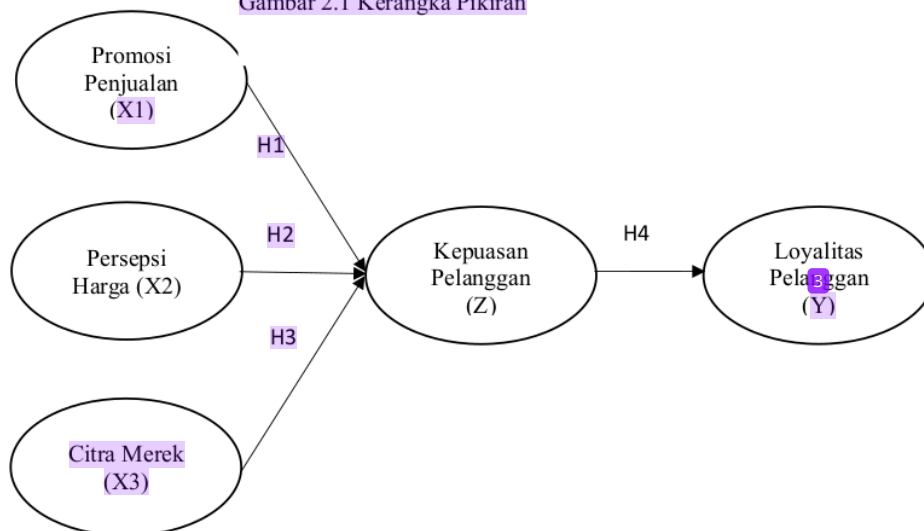 Gambar 2.1 Kerangka Pikiran
Promosi
Penjualan
(X1)
H1
Persepsi
Harga (X2)
H2
Kepuasan
Pelanggan
(Z)
H4
Loyalitas
Pelanggan
3
(Y)
H3
Citra Merek
(X3)